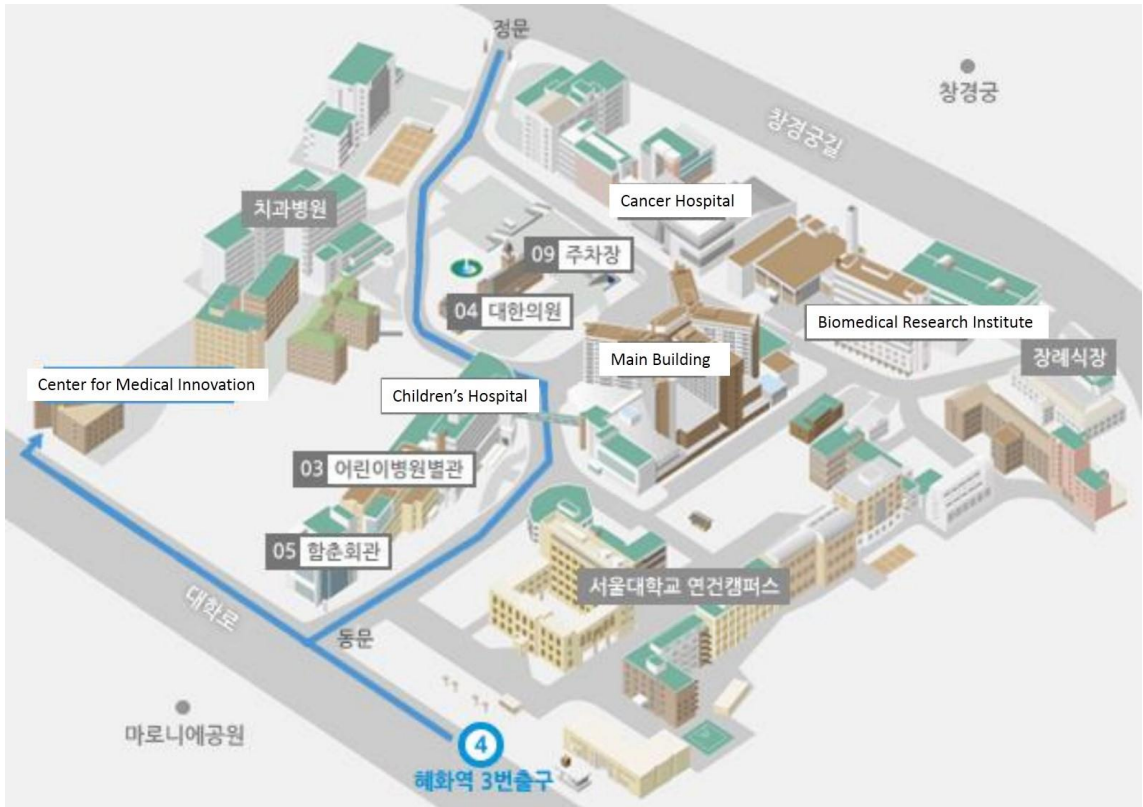 정문
창경궁
창경궁길
치과병원
Cancer Hospital
09 주차장
04 대한의원
Biomedical Research Institute
Main Building
장례식장
Center for Medical Innovation
Children's Hospital
03 어린이병원별관
05 함춘회관
서울대학교 연건캠퍼스
대학로
동문
마로니에공원
4
혜화역 3번출구